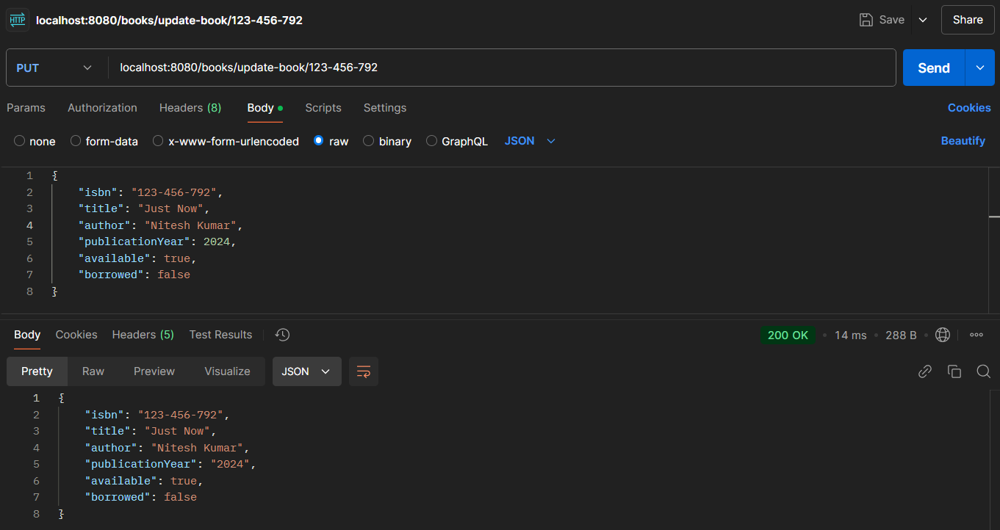 HTTP localhost:8080/books/update-book/123-456-792 Save Share
PUT localhost:8080/books/update-book/123-456-792 Send
Params Authorization Headers (8) Body Scripts Settings Cookies
none form-data x-www-form-urlencoded raw binary GraphQL JSON Beautify
1 {
2 "isbn": "123-456-792",
3 "title": "Just Now",
4 "author": "Nitesh Kumar",
5 "publicationYear": 2024,
6 "available": true,
7 "borrowed": false
8 }
Body Cookies Headers (5) Test Results 200 OK 14 ms 288 B
Pretty Raw Preview Visualize JSON
1 {
2 "isbn": "123-456-792",
3 "title": "Just Now",
4 "author": "Nitesh Kumar",
5 "publicationYear": "2024",
6 "available": true,
7 "borrowed": false
8 }